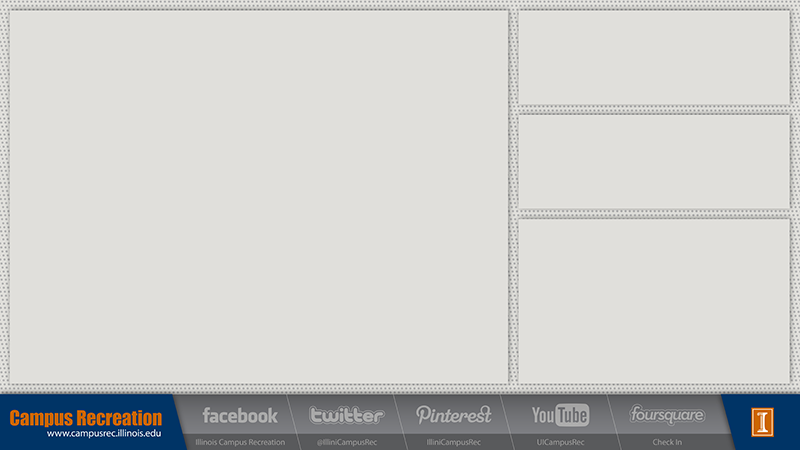 Campus Recreation
www.campusrec.illinois.edu
facebook
Illinois Campus Recreation
twitter
@IlliniCampusRec
Pinterest
IlliniCampusRec
YouTube
UICampusRec
foursquare
Check In
I